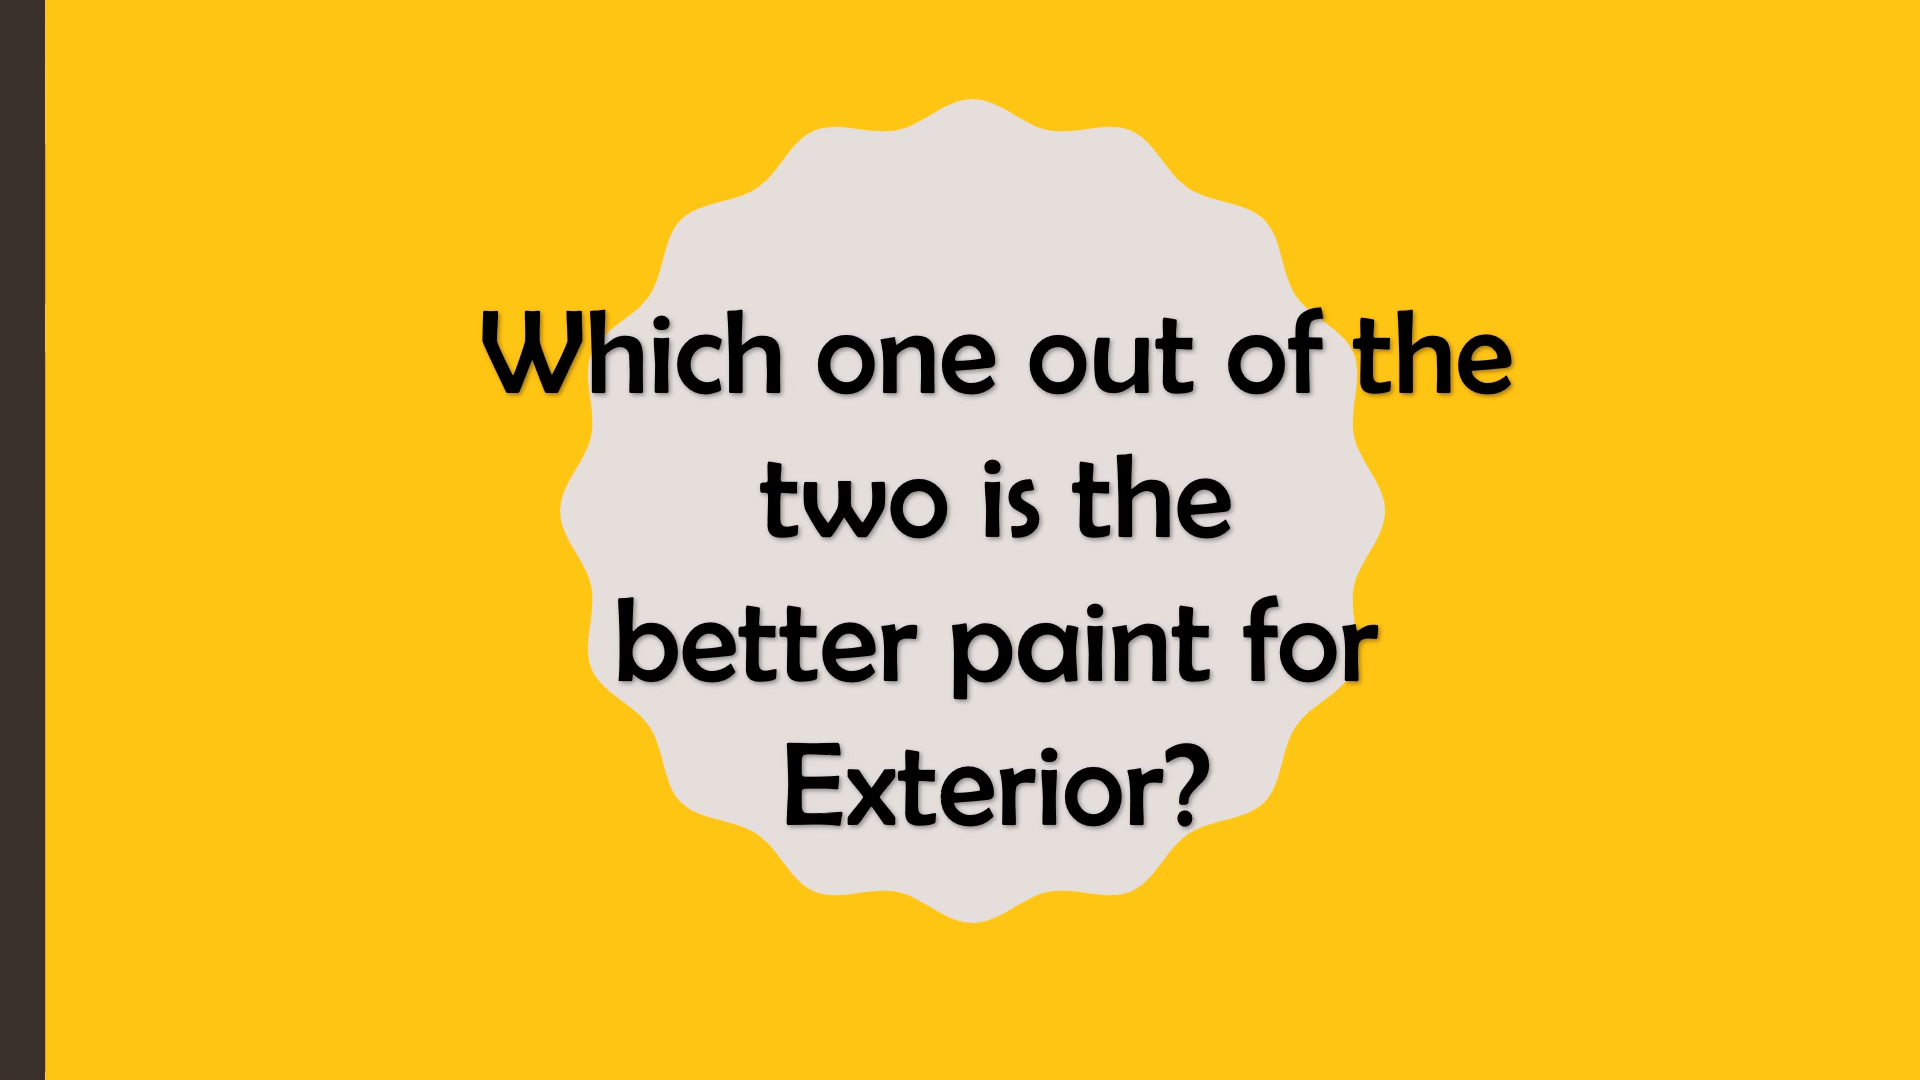 Which one out of the
two is the
better paint for
Exterior?